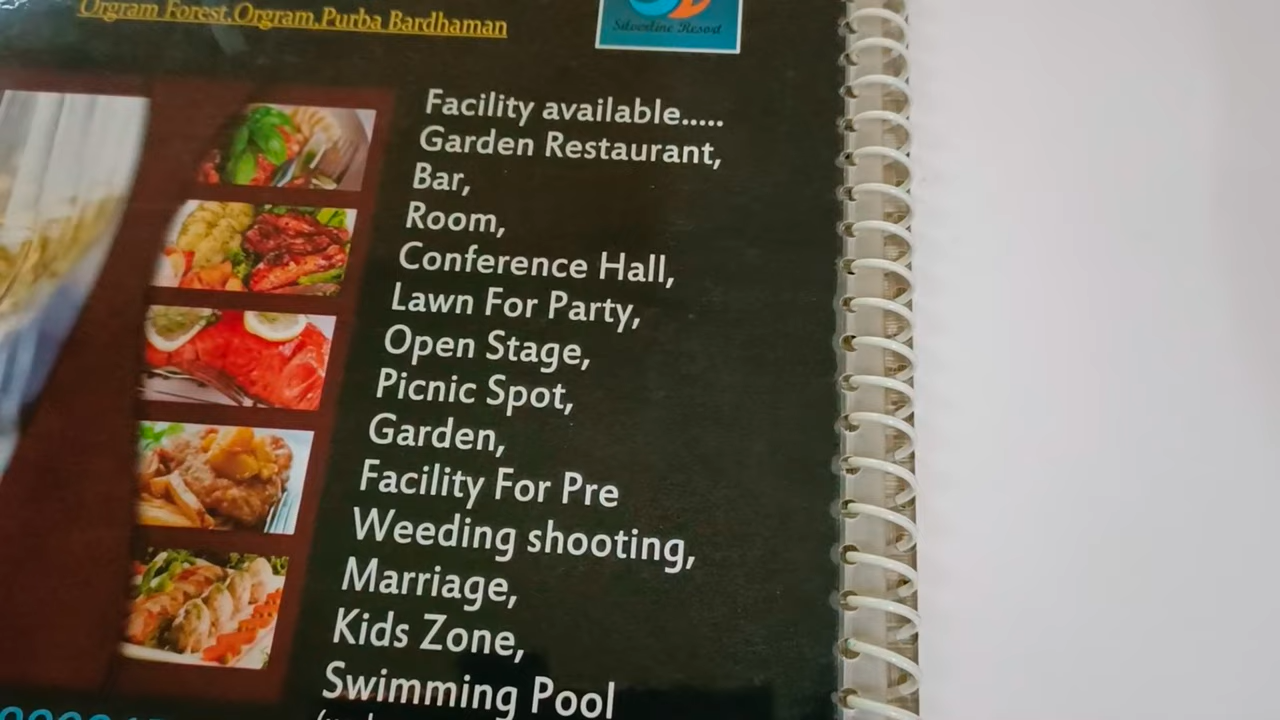 Orgram Forest,Orgram,Purba Bardhaman
Silverline Resort
Facility available.....
Garden Restaurant,
Bar,
Room,
Conference Hall,
Lawn For Party,
Open Stage,
Picnic Spot,
Garden,
Facility For Pre
Weeding shooting,
Marriage,
Kids Zone,
Swimming Pool